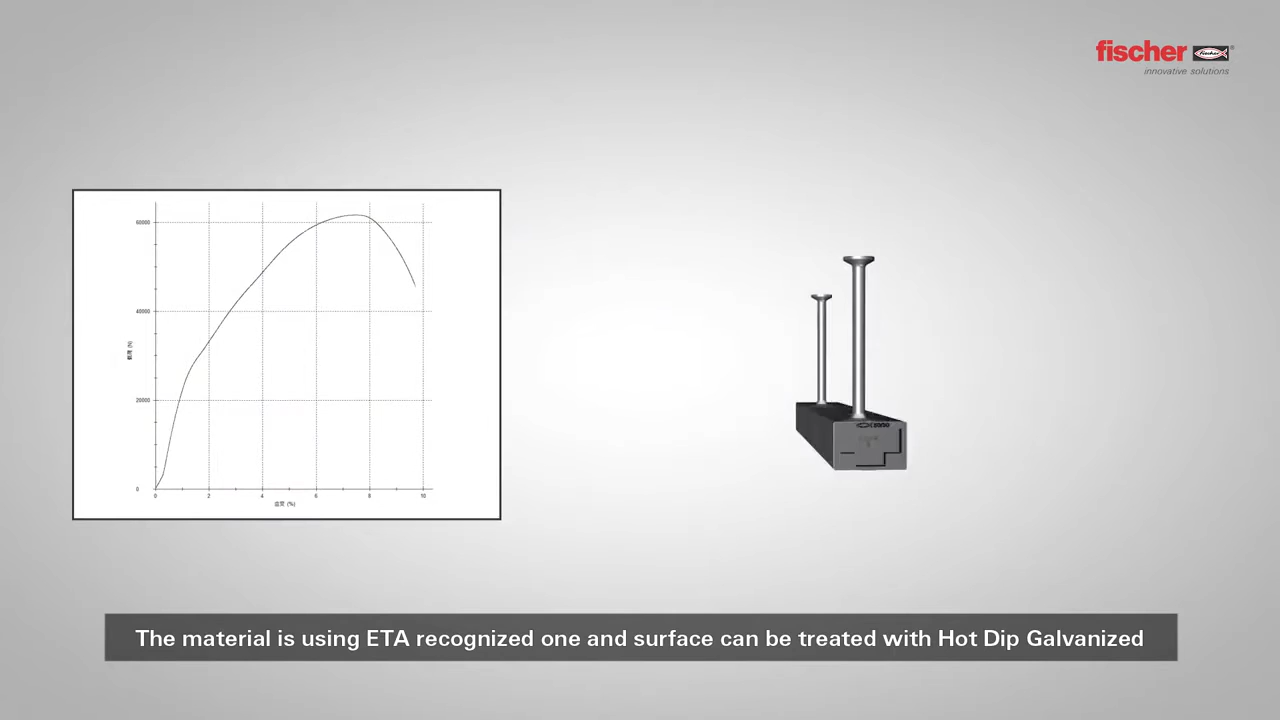 fischer
innovative solutions
60000
40000
20000
0
0 2 4 6 8 10
The material is using ETA recognized one and surface can be treated with Hot Dip Galvanized